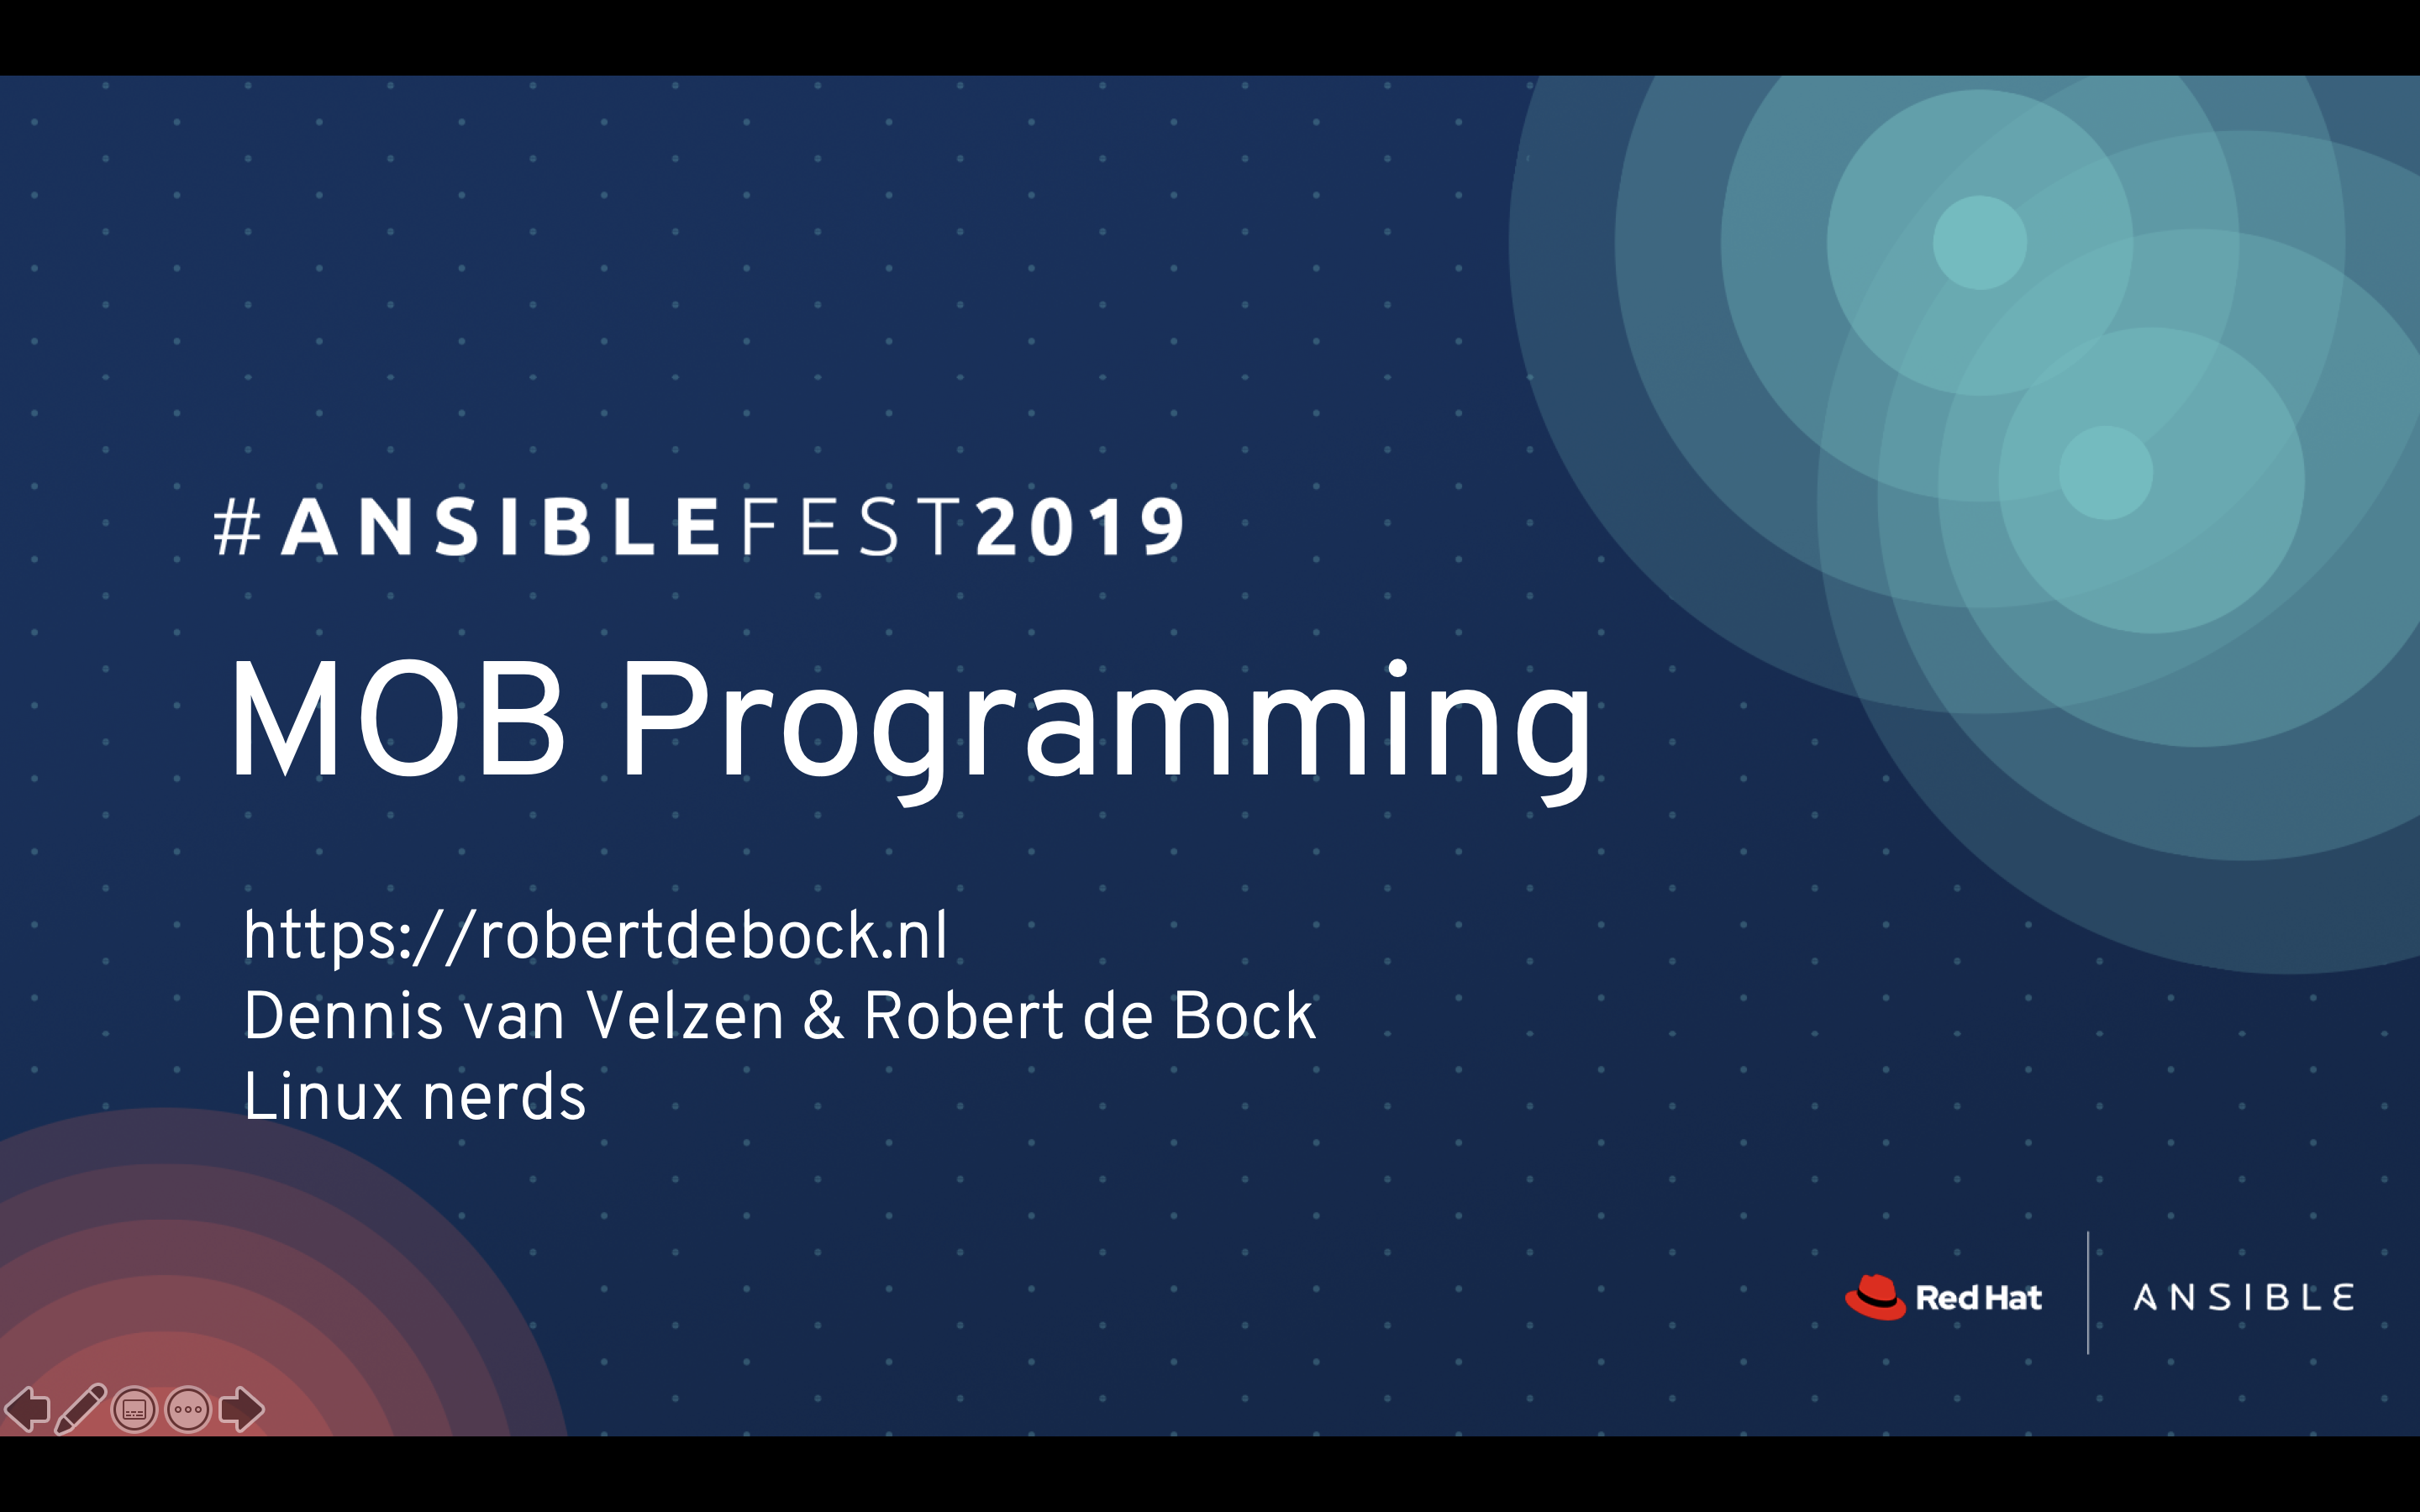 #ANSIBLEFEST2019
MOB Programming
https://robertdebock.nl
Dennis van Velzen & Robert de Bock
Linux nerds
Red Hat
ANSIBLE